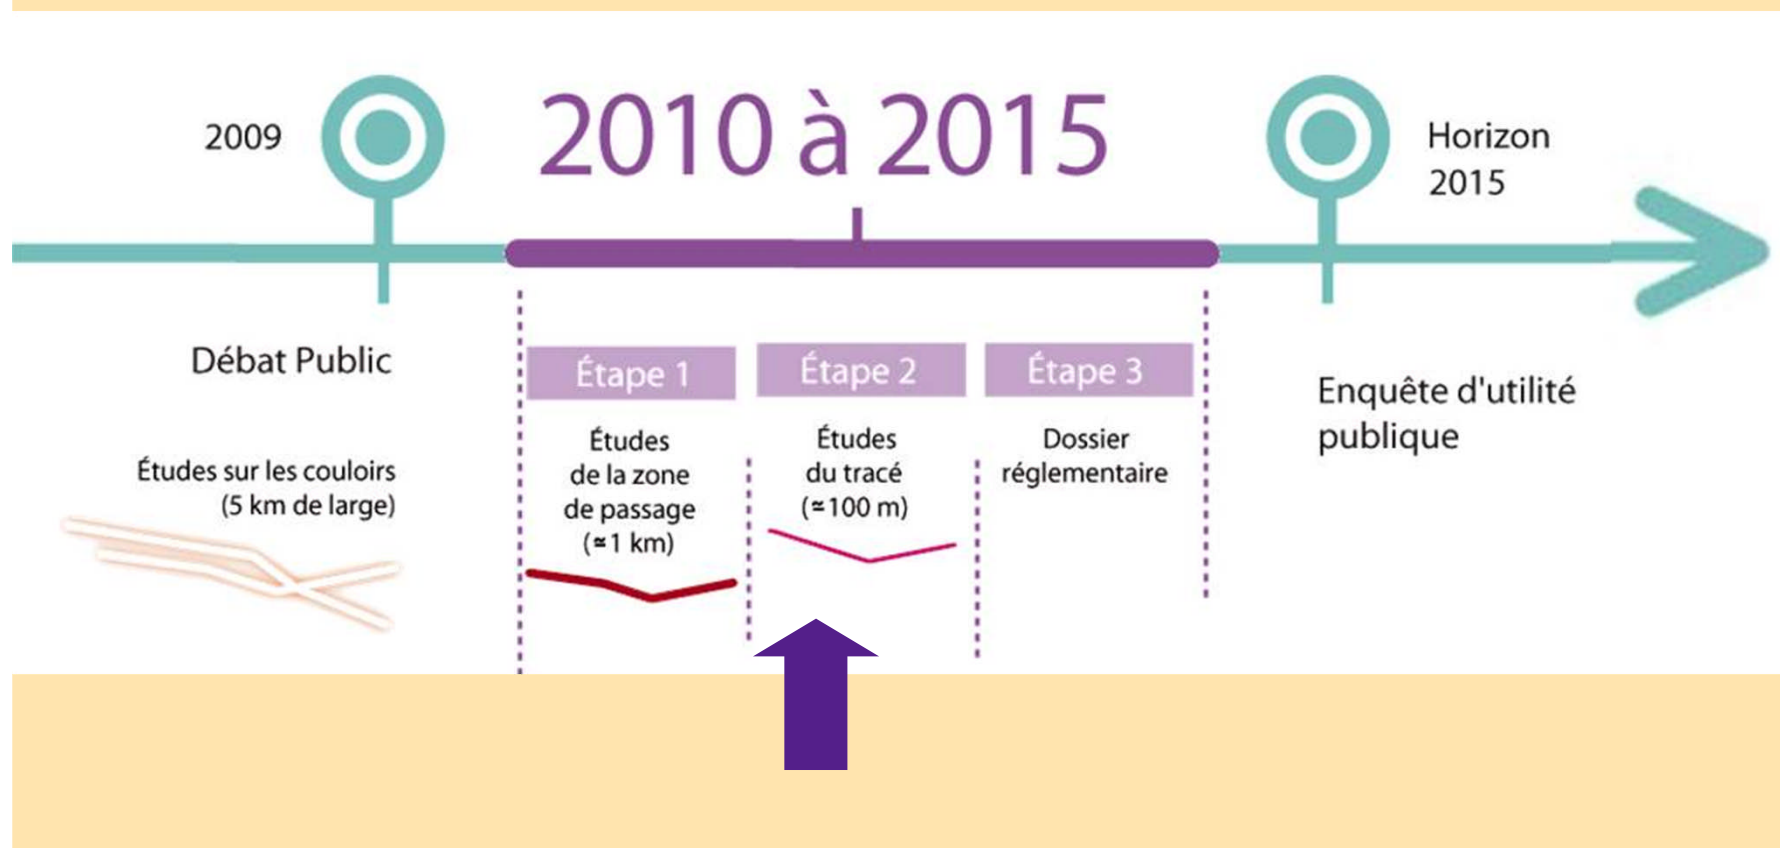 2009
2010 à 2015
Horizon
2015
Débat Public
Études sur les couloirs
(5 km de large)
Étape 1
Études
de la zone
de passage
(≃1 km)
Étape 2
Études
du tracé
(≃100 m)
Étape 3
Dossier
réglementaire
Enquête d'utilité
publique